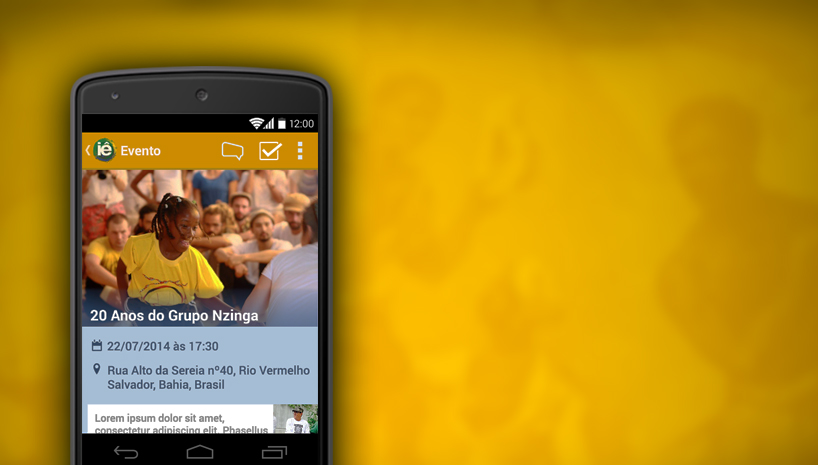 12:00
iê Evento
20 Anos do Grupo Nzinga
22/07/2014 às 17:30
Rua Alto da Sereia nº40, Rio Vermelho
Salvador, Bahia, Brasil
Lorem ipsum dolor sit amet,
consectetur adipiscing elit. Phasellus